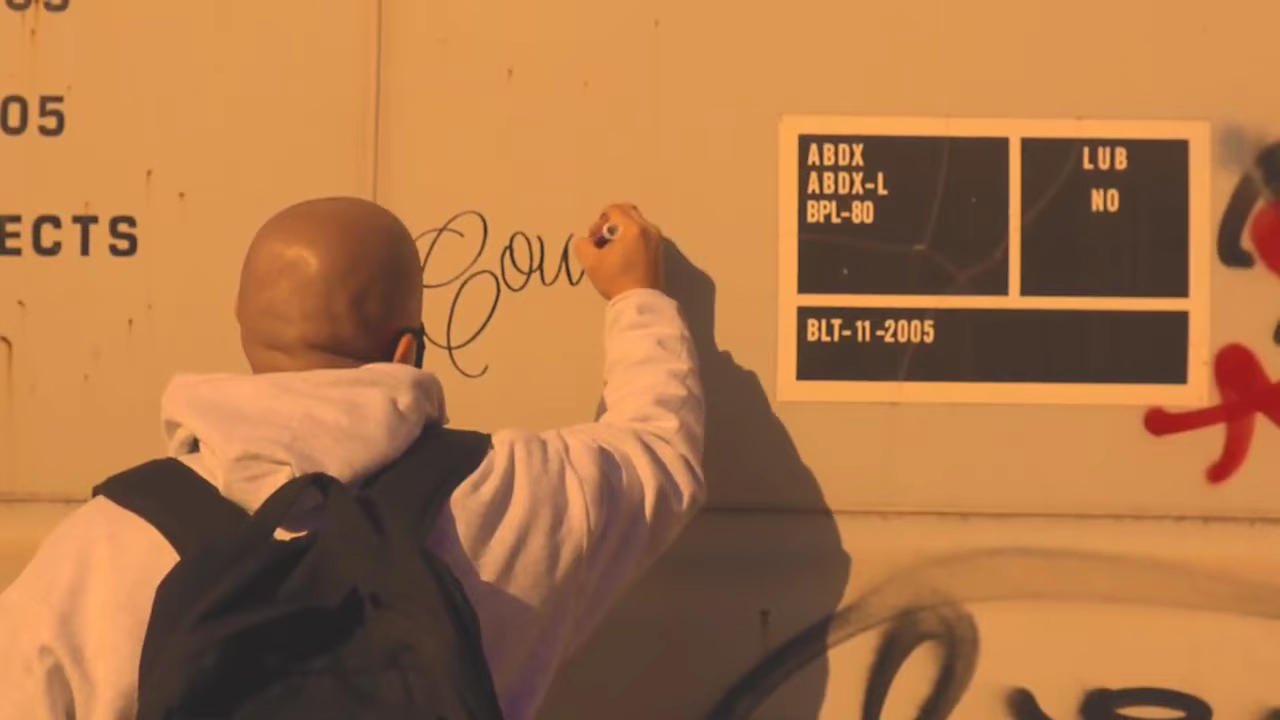 05
ECTS
Cou
ABDX
ABDX-L
BPL-80
LUB
NO
BLT-11-2005